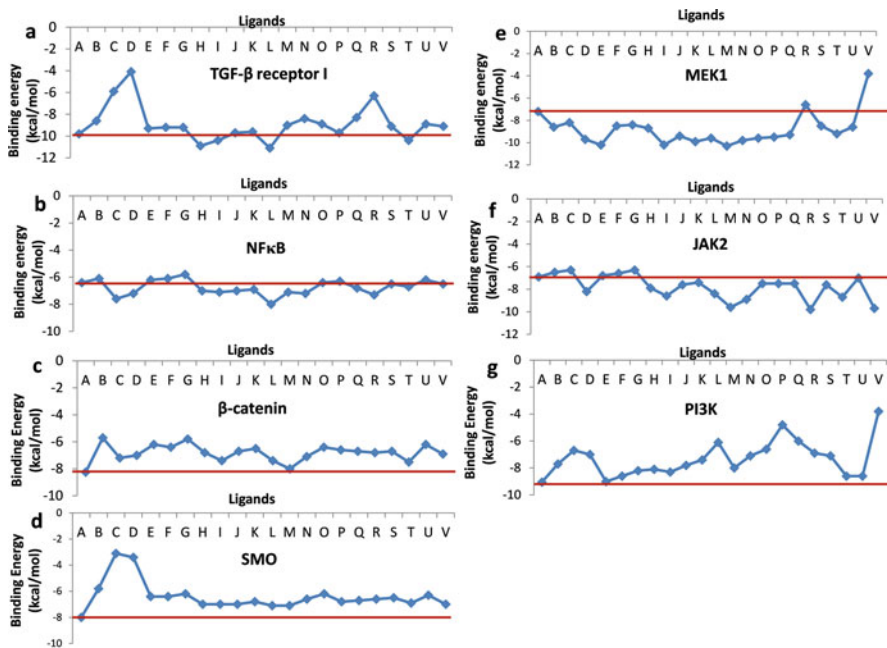 Ligands
a
0
A B C D E F G H I J K L M N O P Q R S T U V
-2
-4
-6
-8
-10
-12
TGF-β receptor I
Binding energy
(kcal/mol)
Ligands
b
0
A B C D E F G H I J K L M N O P Q R S T U V
-2
-4
-6
-8
-10
NFκB
Binding energy
(kcal/mol)
Ligands
c
0
A B C D E F G H I J K L M N O P Q R S T U V
-2
-4
-6
-8
-10
β-catenin
Binding Energy
(kcal/mol)
Ligands
d
0
A B C D E F G H I J K L M N O P Q R S T U V
-2
-4
-6
-8
-10
SMO
Binding Energy
(kcal/mol)
Ligands
e
0
A B C D E F G H I J K L M N O P Q R S T U V
-2
-4
-6
-8
-10
-12
MEK1
Binding energy
(kcal/mol)
Ligands
f
0
A B C D E F G H I J K L M N O P Q R S T U V
-2
-4
-6
-8
-10
-12
JAK2
Binding energy
(kcal/mol)
Ligands
g
0
A B C D E F G H I J K L M N O P Q R S T U V
-2
-4
-6
-8
-10
PI3K
Binding Energy
(kcal/mol)